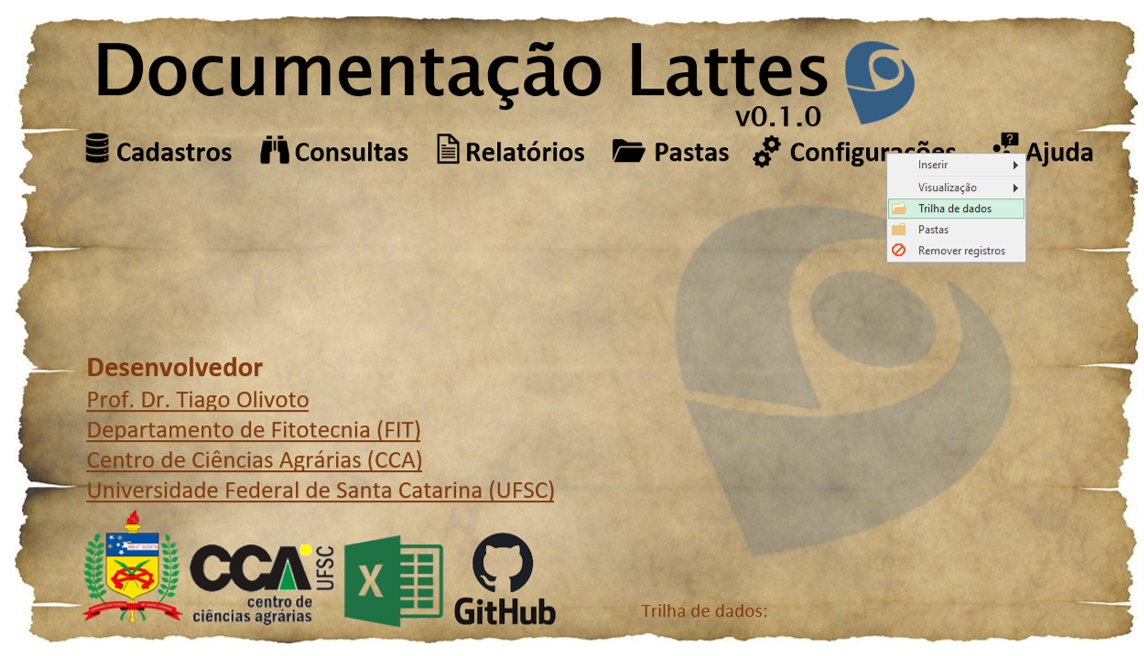 Documentação Lattes
v0.1.0
Cadastros Consultas Relatórios Pastas Configurações Ajuda
Inserir
Visualização
Trilha de dados
Pastas
Remover registros
Desenvolvedor
Prof. Dr. Tiago Olivoto
Departamento de Fitotecnia (FIT)
Centro de Ciências Agrárias (CCA)
Universidade Federal de Santa Catarina (UFSC)
CCA UFSC
centro de
ciências agrárias
X
GitHub
Trilha de dados: